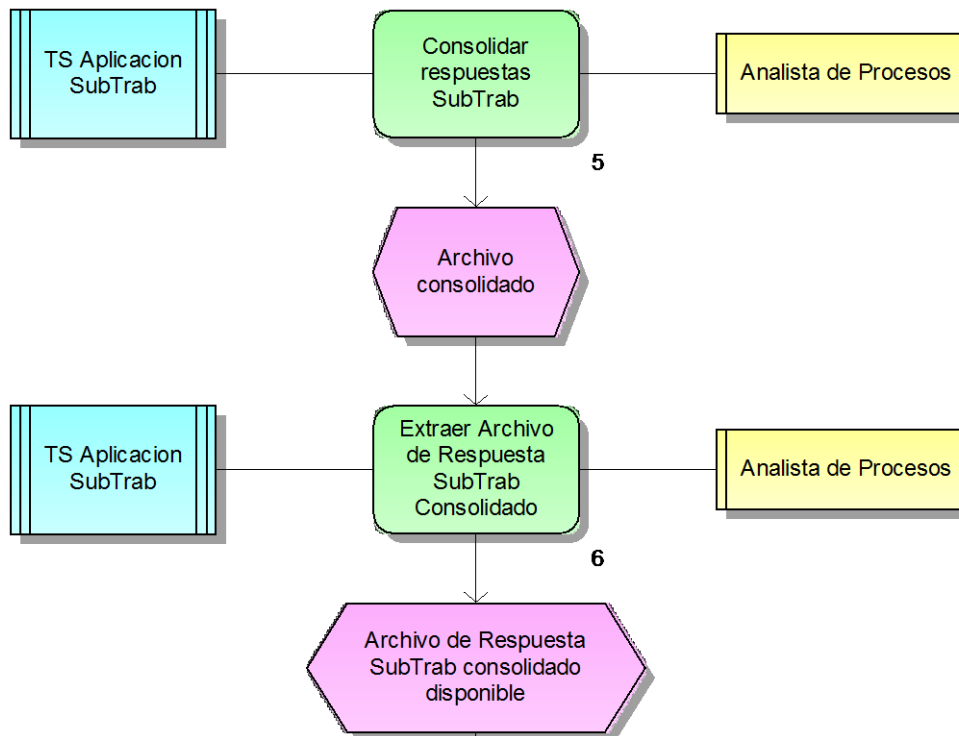 TS Aplicacion
SubTrab
Consolidar
respuestas
SubTrab
Analista de Procesos
5
Archivo
consolidado
TS Aplicacion
SubTrab
Extraer Archivo
de Respuesta
SubTrab
Consolidado
Analista de Procesos
6
Archivo de Respuesta
SubTrab consolidado
disponible